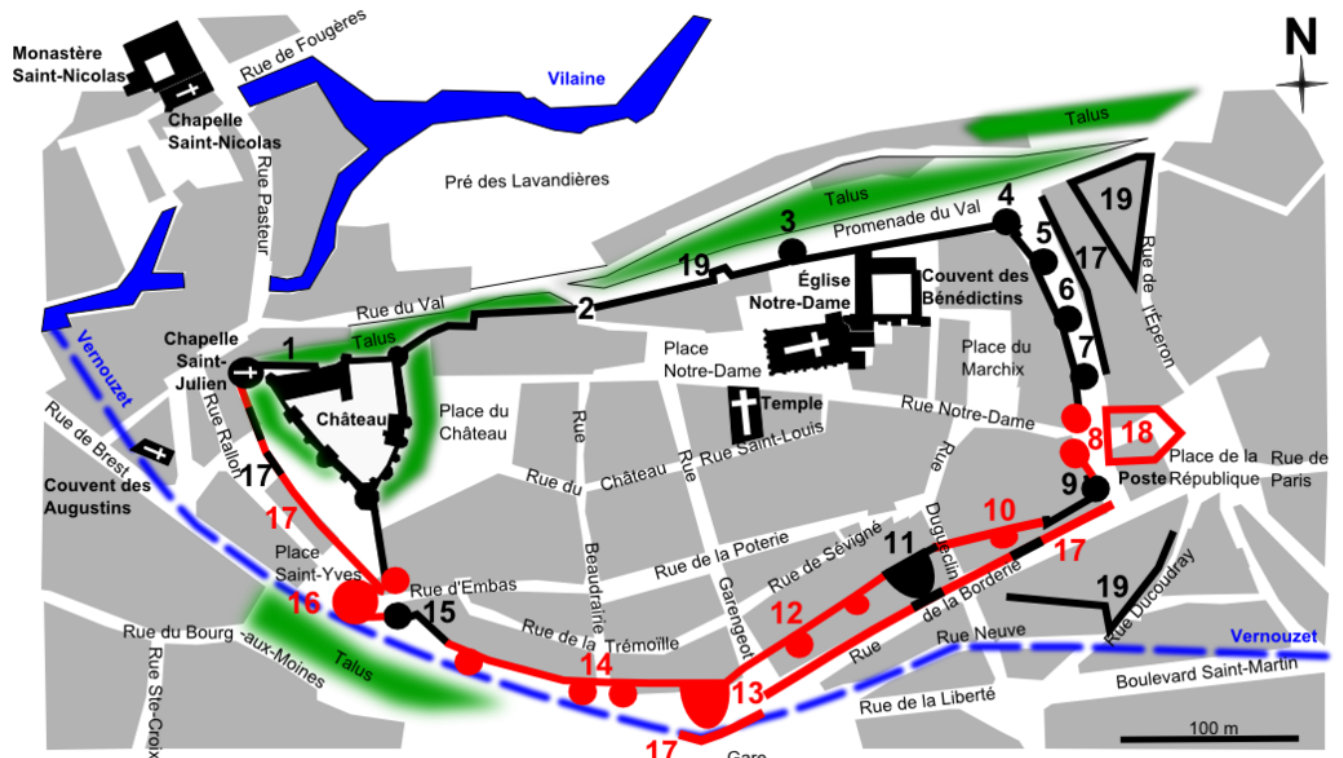 Monastère
Saint-Nicolas
Rue de Fougères
Vilaine
N
Chapelle
Saint-Nicolas
Talus
Rue Pasteur
Pré des Lavandières
Talus
19
4
3
Promenade du Val
5
17
Rue de l'Éperon
19
Église
Notre-Dame
Couvent des
Bénédictins
6
2
Rue du Val
Talus
1
Chapelle
Saint-
Julien
Vernouzet
Place
Notre-Dame
Place du
Marchix
7
Château
Place du
Château
Temple
Rue Notre-Dame
8
18
Rue de Brest
Rue Rallon
17
Rue Saint-Louis
Rue du Château
Couvent des
Augustins
Poste
Place de la
République
Rue de
Paris
9
17
Rue Beaudrairie
Rue Garengeot
Rue Duguesclin
10
17
11
Rue de la Poterie
Rue de Sévigné
Place
Saint-Yves
16
Rue d'Embas
15
12
Rue de la Borderie
19
Rue Ducoudray
Rue du Bourg-aux-Moines
Rue de la Trémoïlle
Rue Neuve
Vernouzet
Talus
14
13
Boulevard Saint-Martin
Rue Ste-Croix
Rue de la Liberté
17
Gare
100 m